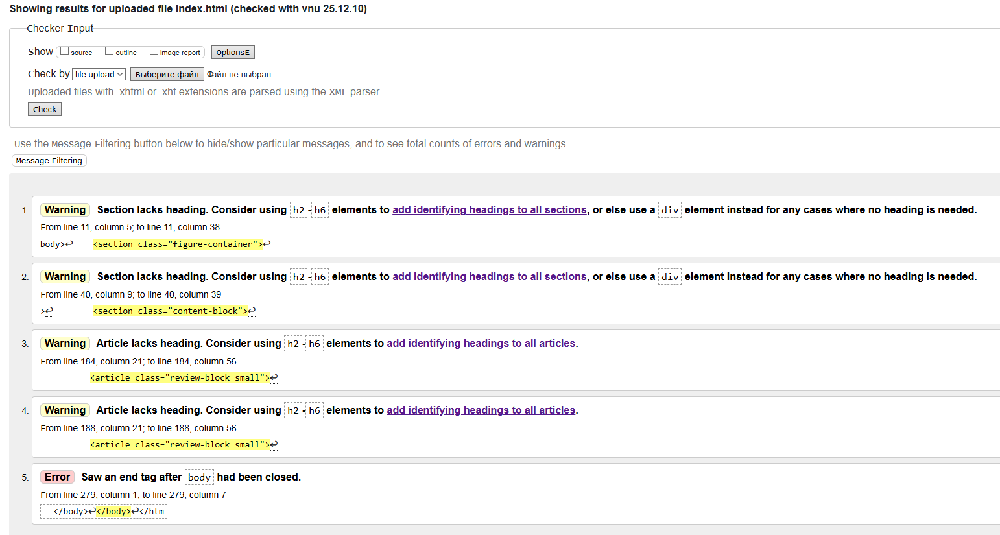 Showing results for uploaded file index.html (checked with vnu 25.12.10)
Checker Input
Show source outline image report OptionsE
Check by file upload Выберите файл Файл не выбран
Uploaded files with .xhtml or .xht extensions are parsed using the XML parser.
Check
Use the Message Filtering button below to hide/show particular messages, and to see total counts of errors and warnings.
Message Filtering
1. Warning Section lacks heading. Consider using h2-h6 elements to add identifying headings to all sections, or else use a div element instead for any cases where no heading is needed.
From line 11, column 5; to line 11, column 38
body>↩ <section class="figure-container">↩
2. Warning Section lacks heading. Consider using h2-h6 elements to add identifying headings to all sections, or else use a div element instead for any cases where no heading is needed.
From line 40, column 9; to line 40, column 39
>↩ <section class="content-block">↩
3. Warning Article lacks heading. Consider using h2-h6 elements to add identifying headings to all articles.
From line 184, column 21; to line 184, column 56
<article class="review-block small">↩
4. Warning Article lacks heading. Consider using h2-h6 elements to add identifying headings to all articles.
From line 188, column 21; to line 188, column 56
<article class="review-block small">↩
5. Error Saw an end tag after body had been closed.
From line 279, column 1; to line 279, column 7
</body>↩</body>↩</htm